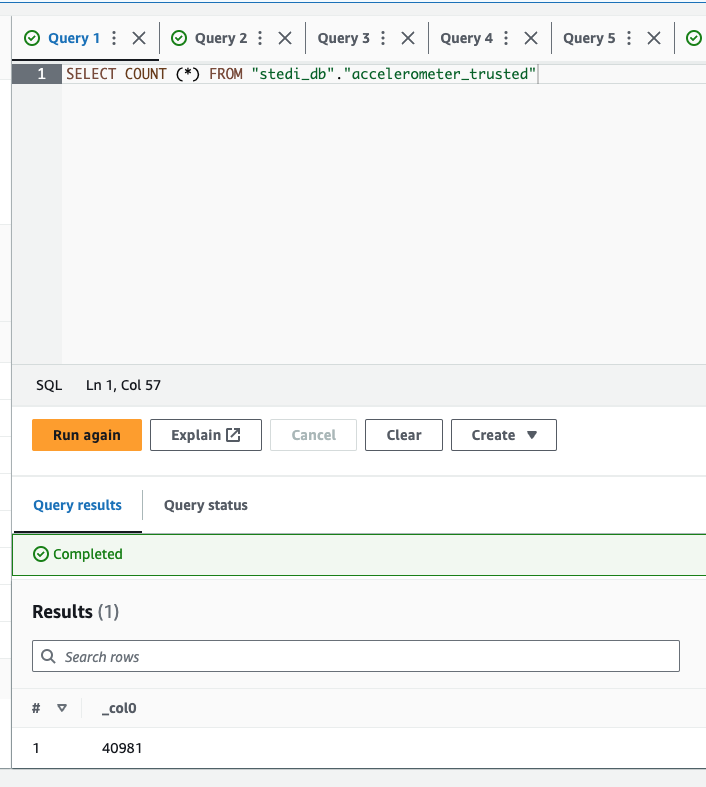 Query 1 Query 2 Query 3 Query 4 Query 5
1 SELECT COUNT (*) FROM "stedi_db"."accelerometer_trusted"
SQL Ln 1, Col 57
Run again Explain Cancel Clear Create
Query results Query status
Completed
Results (1)
Search rows
# _col0
1 40981